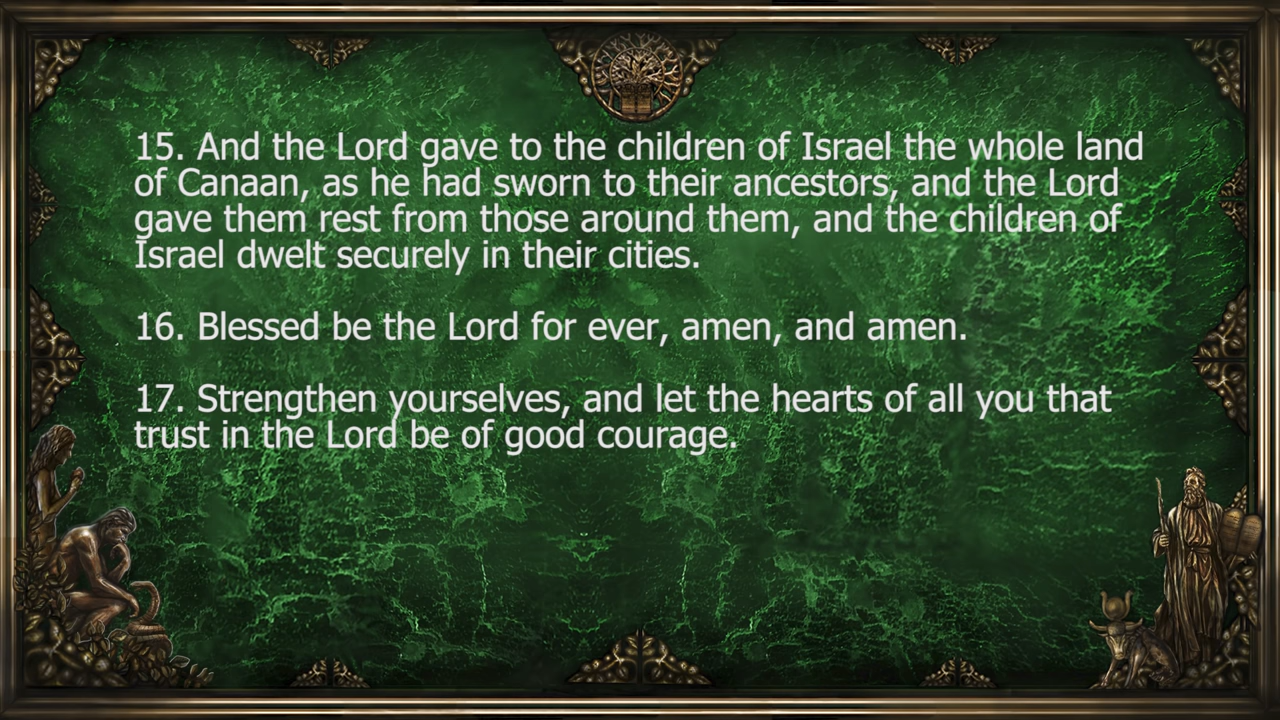 15. And the Lord gave to the children of Israel the whole land
of Canaan, as he had sworn to their ancestors, and the Lord
gave them rest from those around them, and the children of
Israel dwelt securely in their cities.
16. Blessed be the Lord for ever, amen, and amen.
17. Strengthen yourselves, and let the hearts of all you that
trust in the Lord be of good courage.